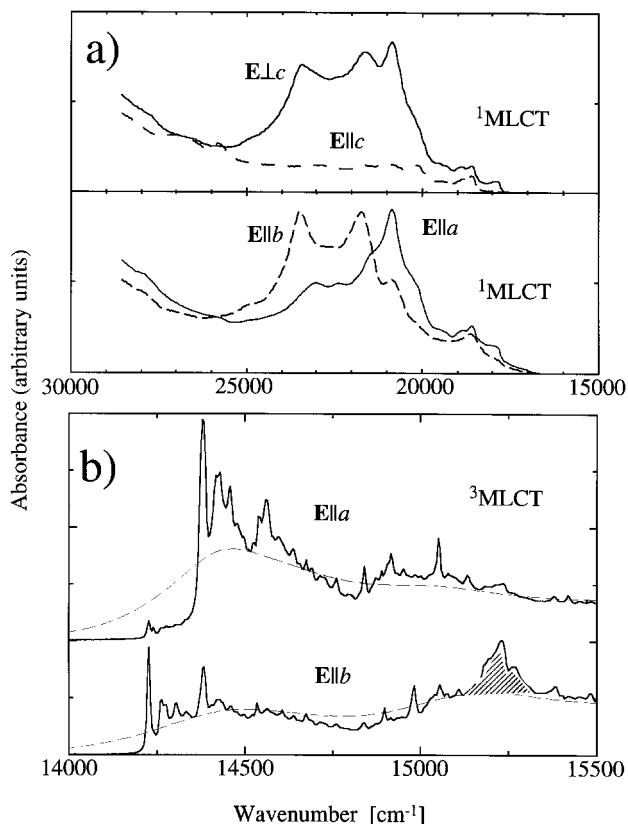 a)
E⊥c
E||c
¹MLCT
E||b
E||a
¹MLCT
30000 25000 20000 15000
Absorbance (arbitrary units)
b)
E||a
³MLCT
E||b
14000 14500 15000 15500
Wavenumber [cm⁻¹]